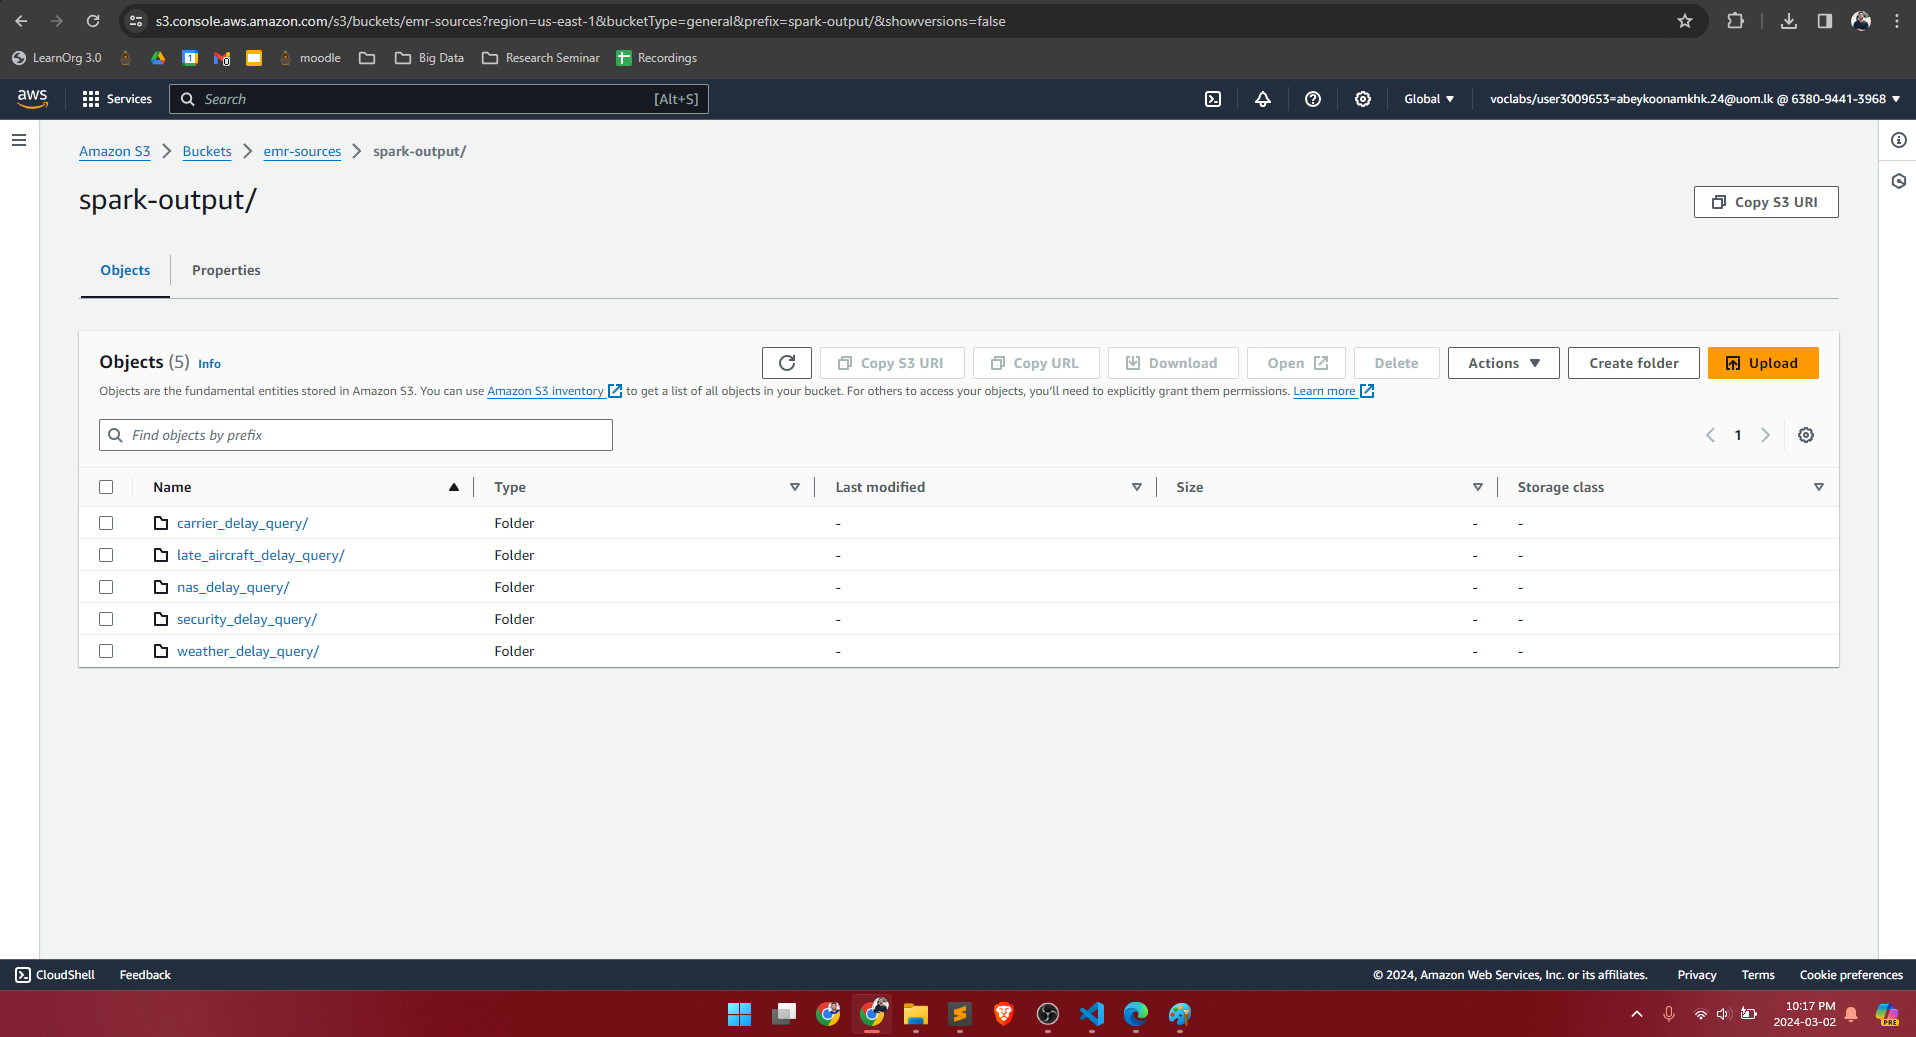 s3.console.aws.amazon.com/s3/buckets/emr-sources?region=us-east-1&bucketType=general&prefix=spark-output/&showversions=false
LearnOrg 3.0 1 0 moodle Big Data Research Seminar Recordings
aws Services Search [Alt+S] Global voclabs/user3009653=abeykoonamkhk.24@uom.lk @ 6380-9441-3968
Amazon S3 Buckets emr-sources spark-output/
spark-output/
Copy S3 URI
Objects Properties
Objects (5) Info
Copy S3 URI Copy URL Download Open Delete Actions Create folder Upload
Objects are the fundamental entities stored in Amazon S3. You can use Amazon S3 inventory to get a list of all objects in your bucket. For others to access your objects, you'll need to explicitly grant them permissions. Learn more
Find objects by prefix
1
Name Type Last modified Size Storage class
carrier_delay_query/ Folder - - -
late_aircraft_delay_query/ Folder - - -
nas_delay_query/ Folder - - -
security_delay_query/ Folder - - -
weather_delay_query/ Folder - - -
CloudShell Feedback © 2024, Amazon Web Services, Inc. or its affiliates. Privacy Terms Cookie preferences
10:17 PM
2024-03-02
PRE